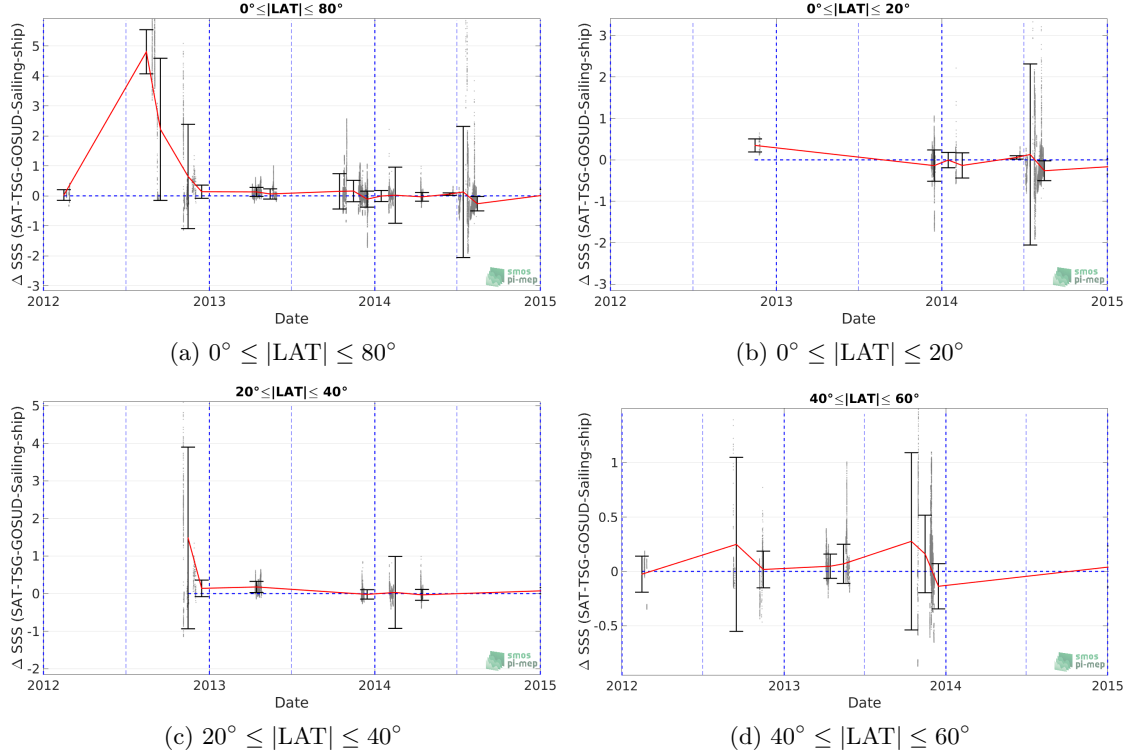 0°≤|LAT|≤ 80°
Δ SSS (SAT-TSG-GOSUD-Sailing-ship)
5
4
3
2
1
0
-1
-2
-3
2012
2013
2014
2015
Date
smos
pi-mep
(a) 0° ≤ |LAT| ≤ 80°
0°≤|LAT|≤ 20°
Δ SSS (SAT-TSG-GOSUD-Sailing-ship)
3
2
1
0
-1
-2
-3
2012
2013
2014
2015
Date
smos
pi-mep
(b) 0° ≤ |LAT| ≤ 20°
20°≤|LAT|≤ 40°
Δ SSS (SAT-TSG-GOSUD-Sailing-ship)
5
4
3
2
1
0
-1
-2
2012
2013
2014
2015
Date
smos
pi-mep
(c) 20° ≤ |LAT| ≤ 40°
40°≤|LAT|≤ 60°
Δ SSS (SAT-TSG-GOSUD-Sailing-ship)
1
0.5
0
-0.5
2012
2013
2014
2015
Date
smos
pi-mep
(d) 40° ≤ |LAT| ≤ 60°